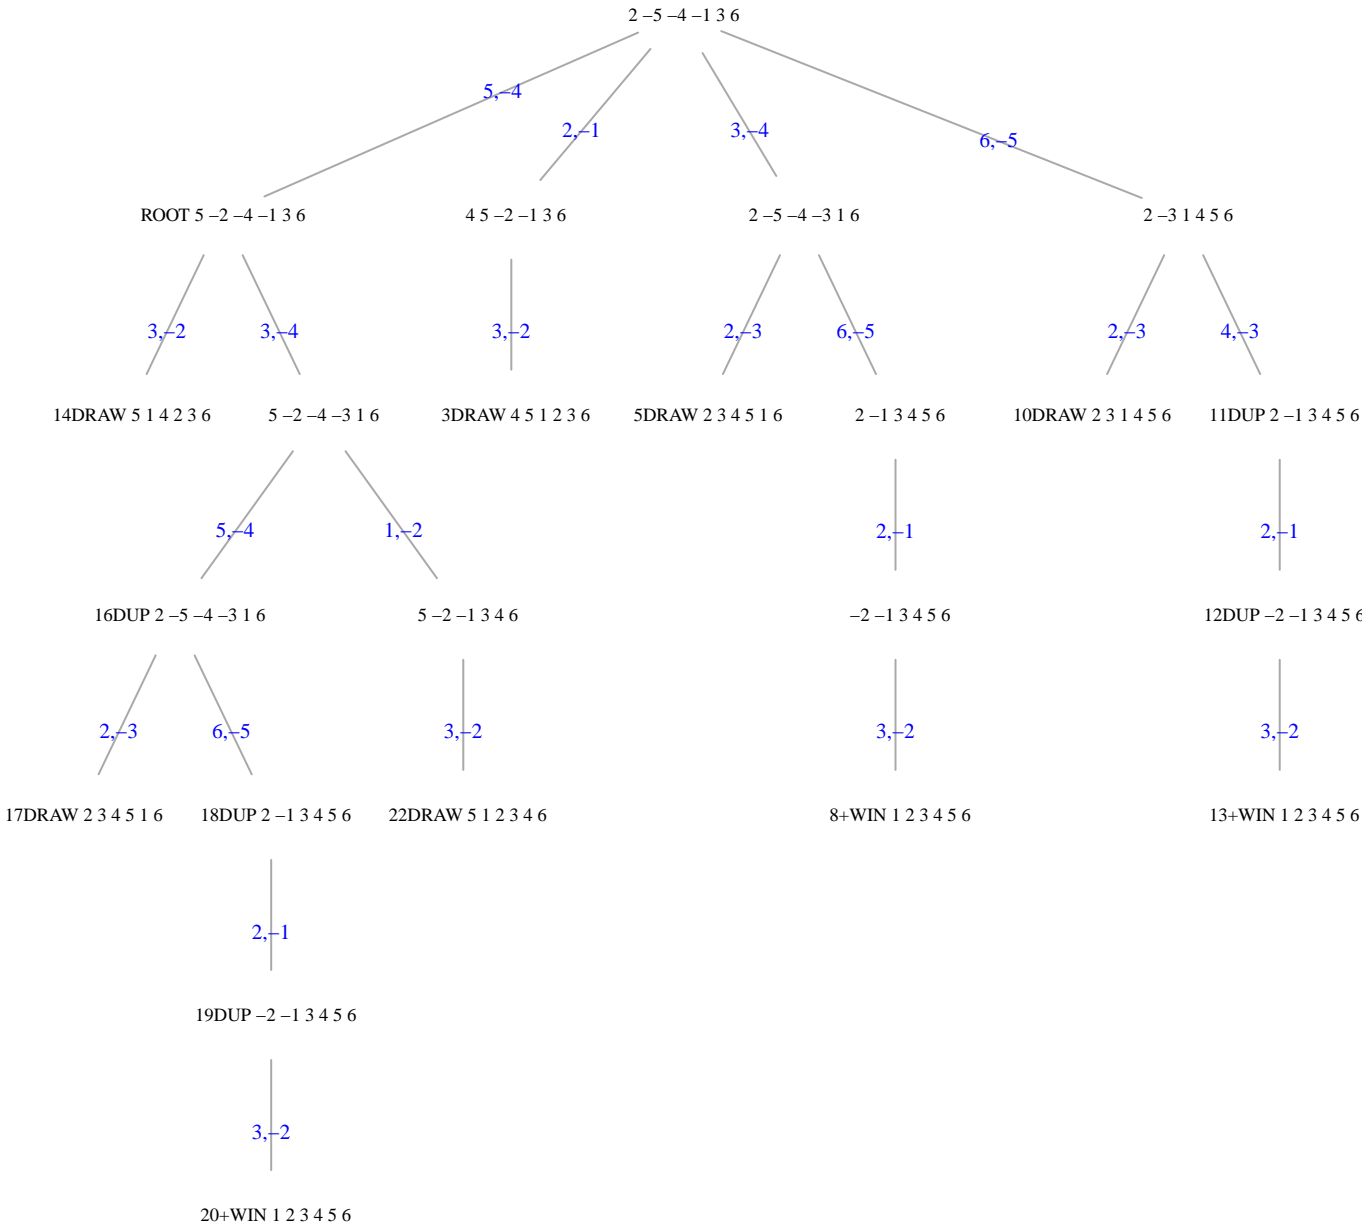 2 –5 –4 –1 3 6
5,–4
2,–1
3,–4
6,–5
ROOT 5 –2 –4 –1 3 6
4 5 –2 –1 3 6
2 –5 –4 –3 1 6
2 –3 1 4 5 6
3,–2
3,–4
3,–2
2,–3
6,–5
2,–3
4,–3
14DRAW 5 1 4 2 3 6
5 –2 –4 –3 1 6
3DRAW 4 5 1 2 3 6
5DRAW 2 3 4 5 1 6
2 –1 3 4 5 6
10DRAW 2 3 1 4 5 6
11DUP 2 –1 3 4 5 6
5,–4
1,–2
2,–1
2,–1
16DUP 2 –5 –4 –3 1 6
5 –2 –1 3 4 6
–2 –1 3 4 5 6
12DUP –2 –1 3 4 5 6
2,–3
6,–5
3,–2
3,–2
3,–2
17DRAW 2 3 4 5 1 6
18DUP 2 –1 3 4 5 6
22DRAW 5 1 2 3 4 6
8+WIN 1 2 3 4 5 6
13+WIN 1 2 3 4 5 6
2,–1
19DUP –2 –1 3 4 5 6
3,–2
20+WIN 1 2 3 4 5 6